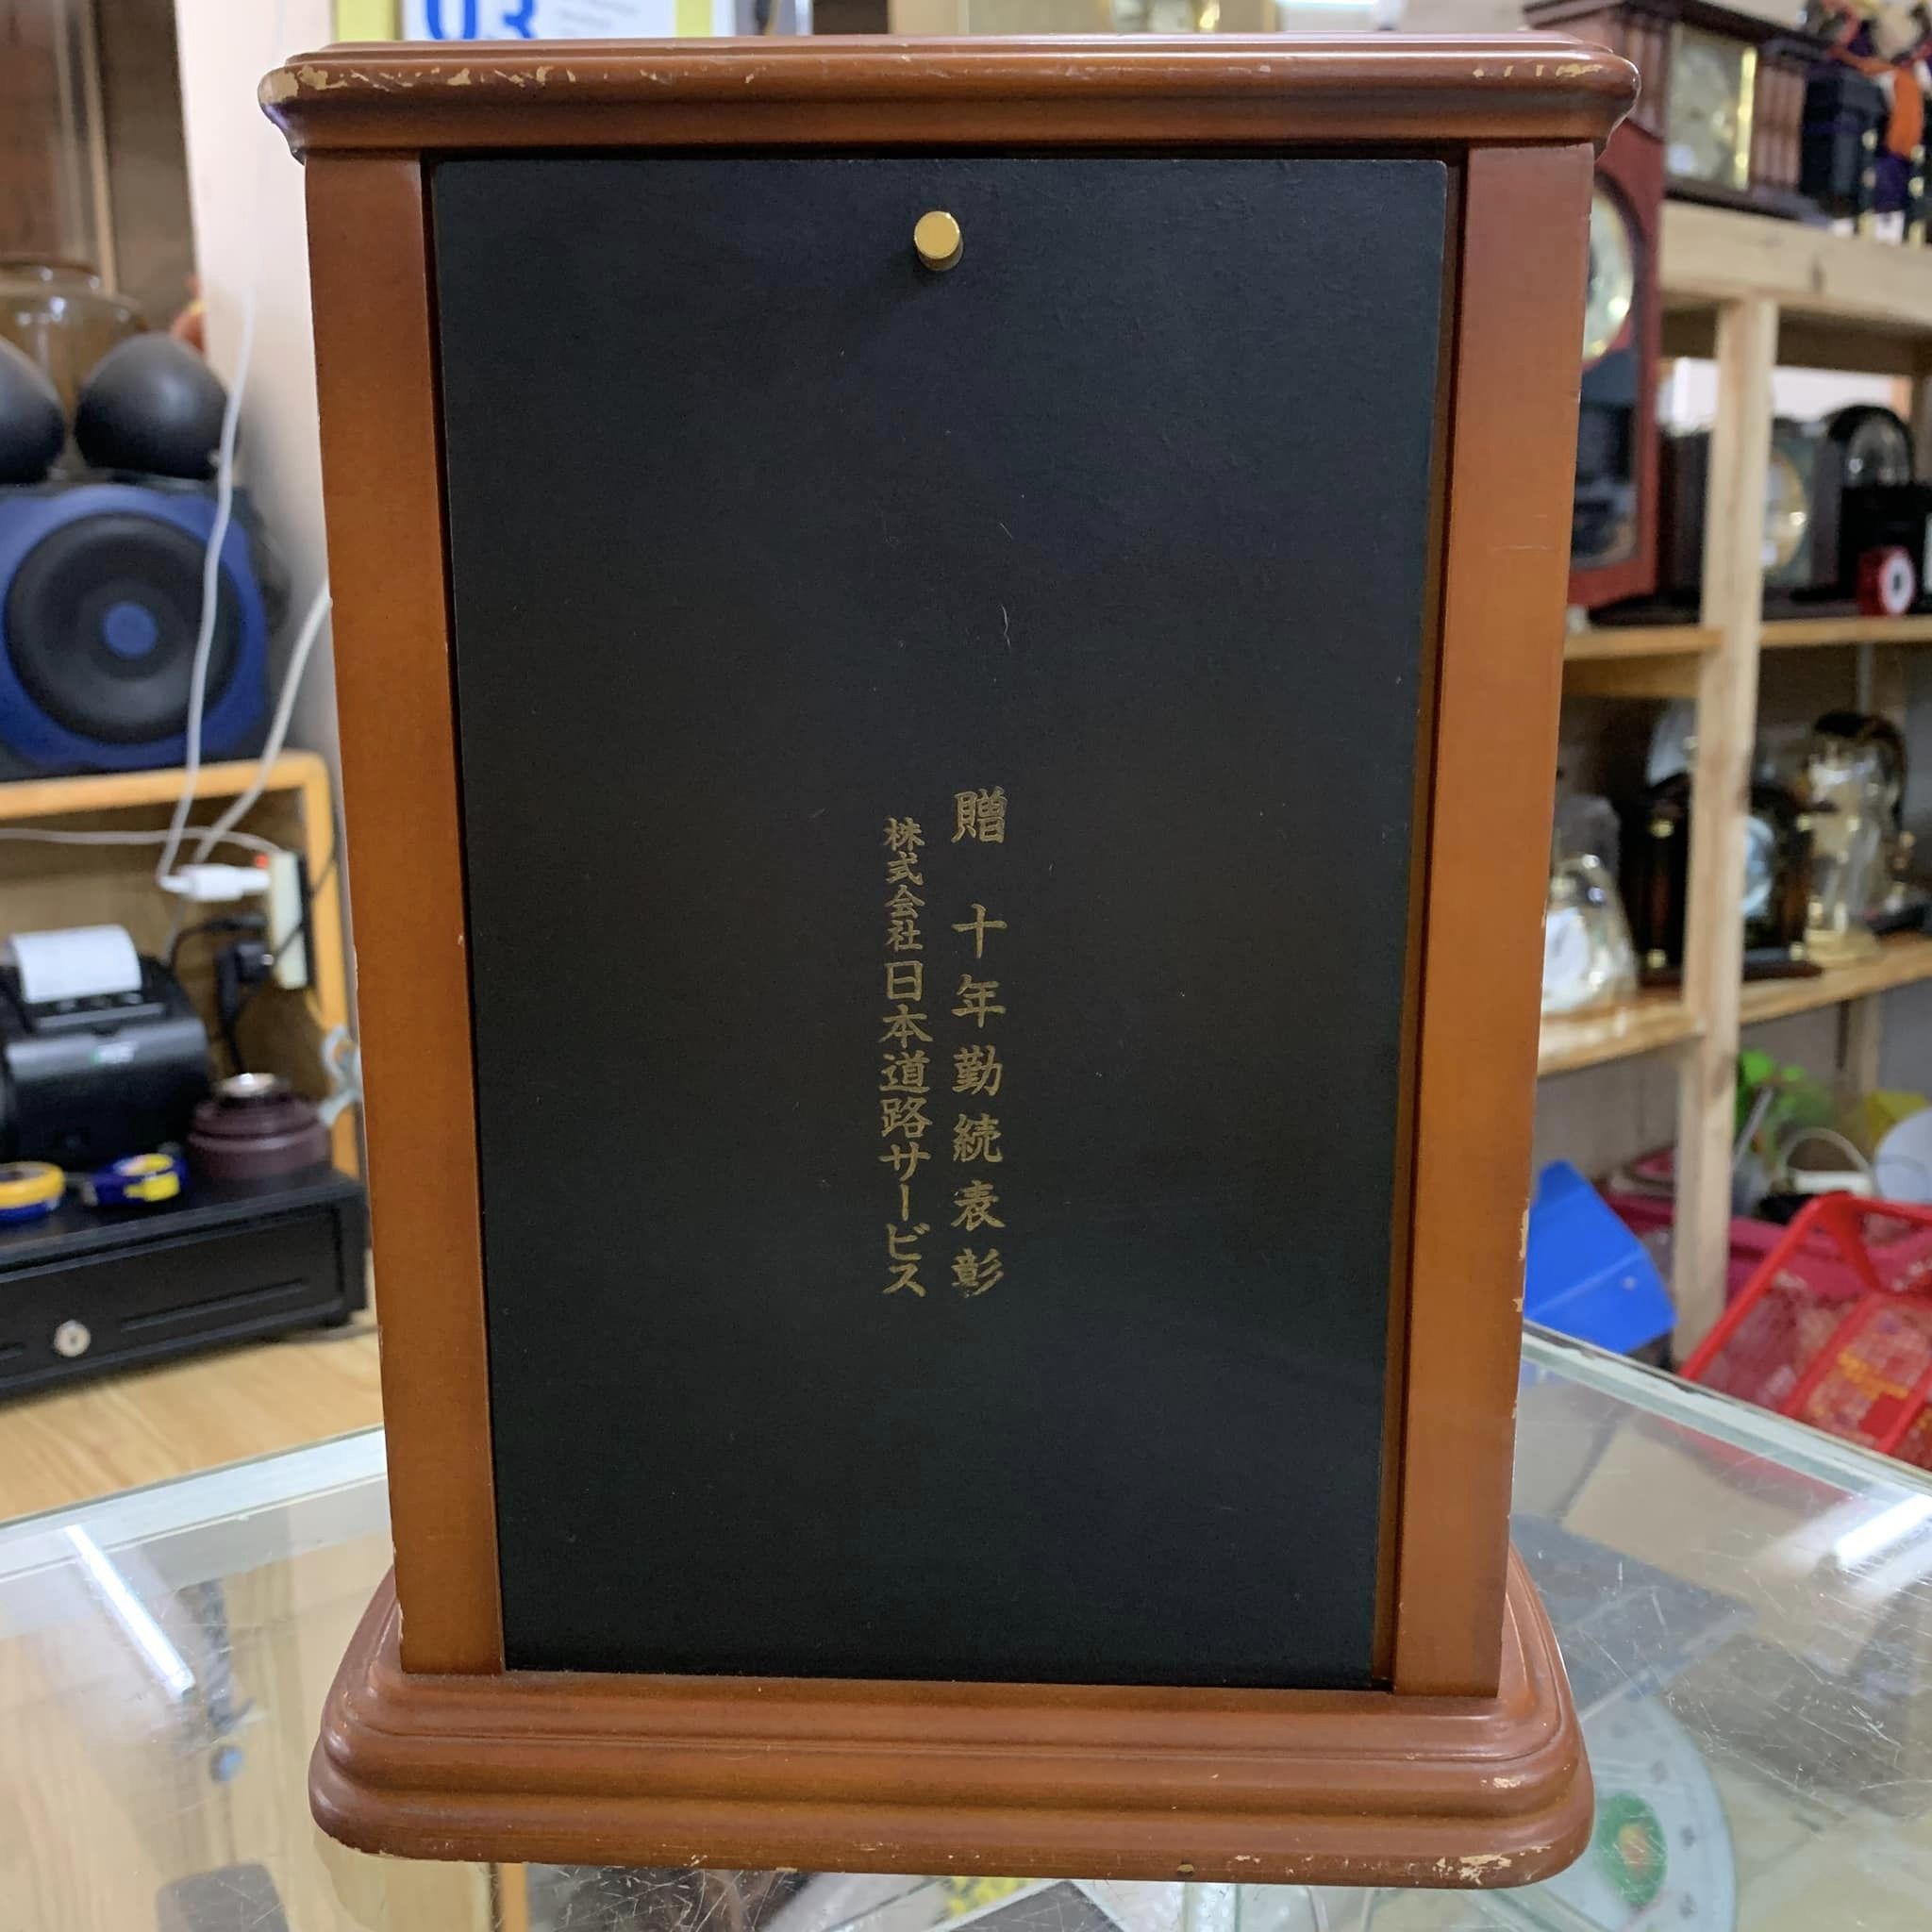 贈 十年勤続表彰
株式会社日本道路サービス
03